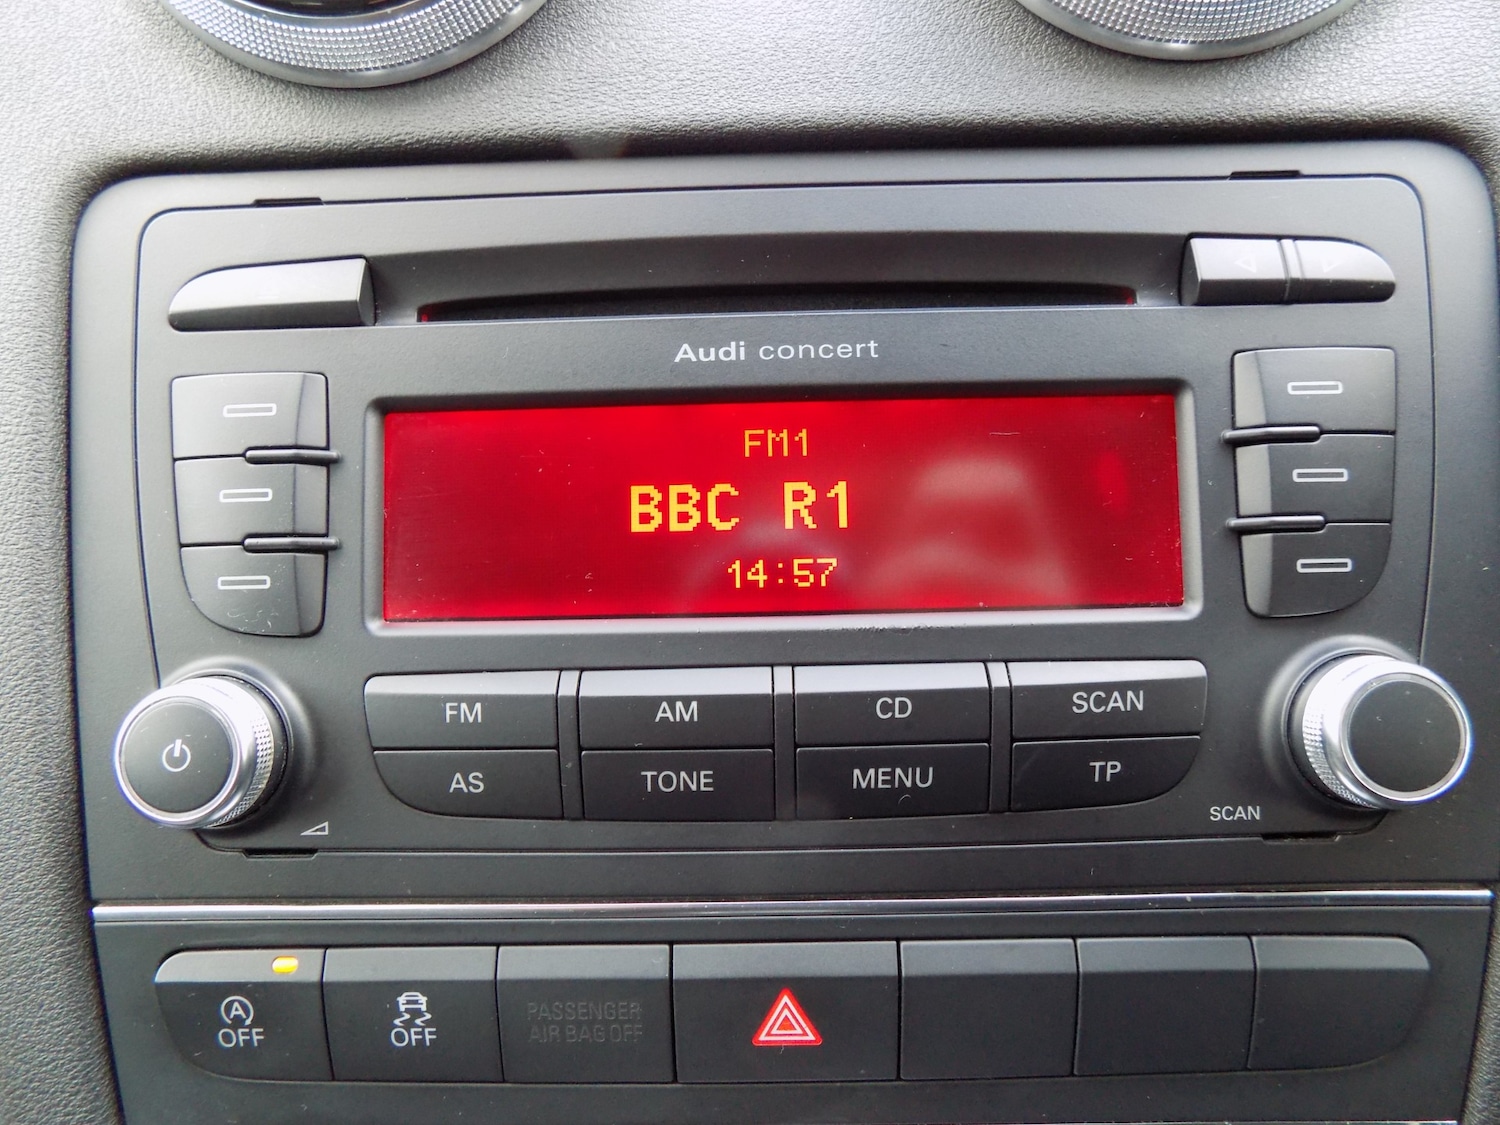 Audi concert
FM1
BBC R1
14:57
FM AM CD SCAN
AS TONE MENU TP
SCAN
A
OFF
OFF
PASSENGER
AIR BAG OFF